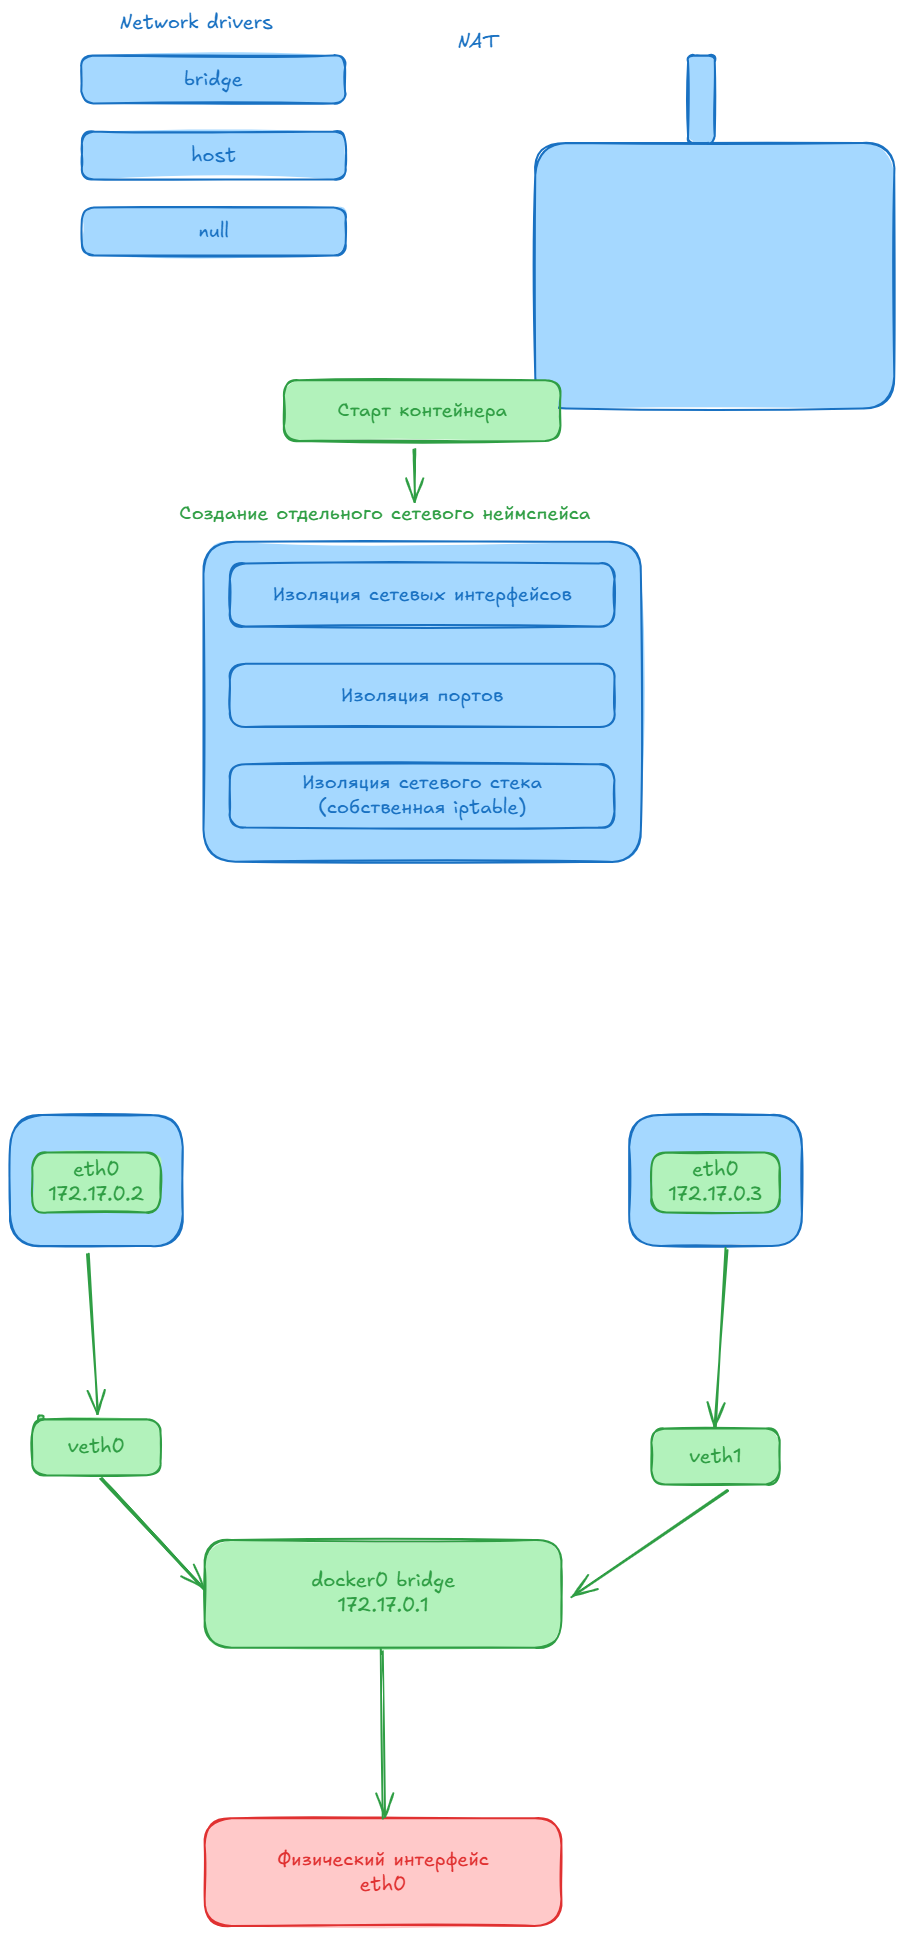 Network drivers
NAT
bridge
host
null
Старт контейнера
Создание отдельного сетевого неймспейса
Изоляция сетевых интерфейсов
Изоляция портов
Изоляция сетевого стека
(собственная iptable)
eth0
172.17.0.2
eth0
172.17.0.3
veth0
veth1
docker0 bridge
172.17.0.1
Физический интерфейс
eth0